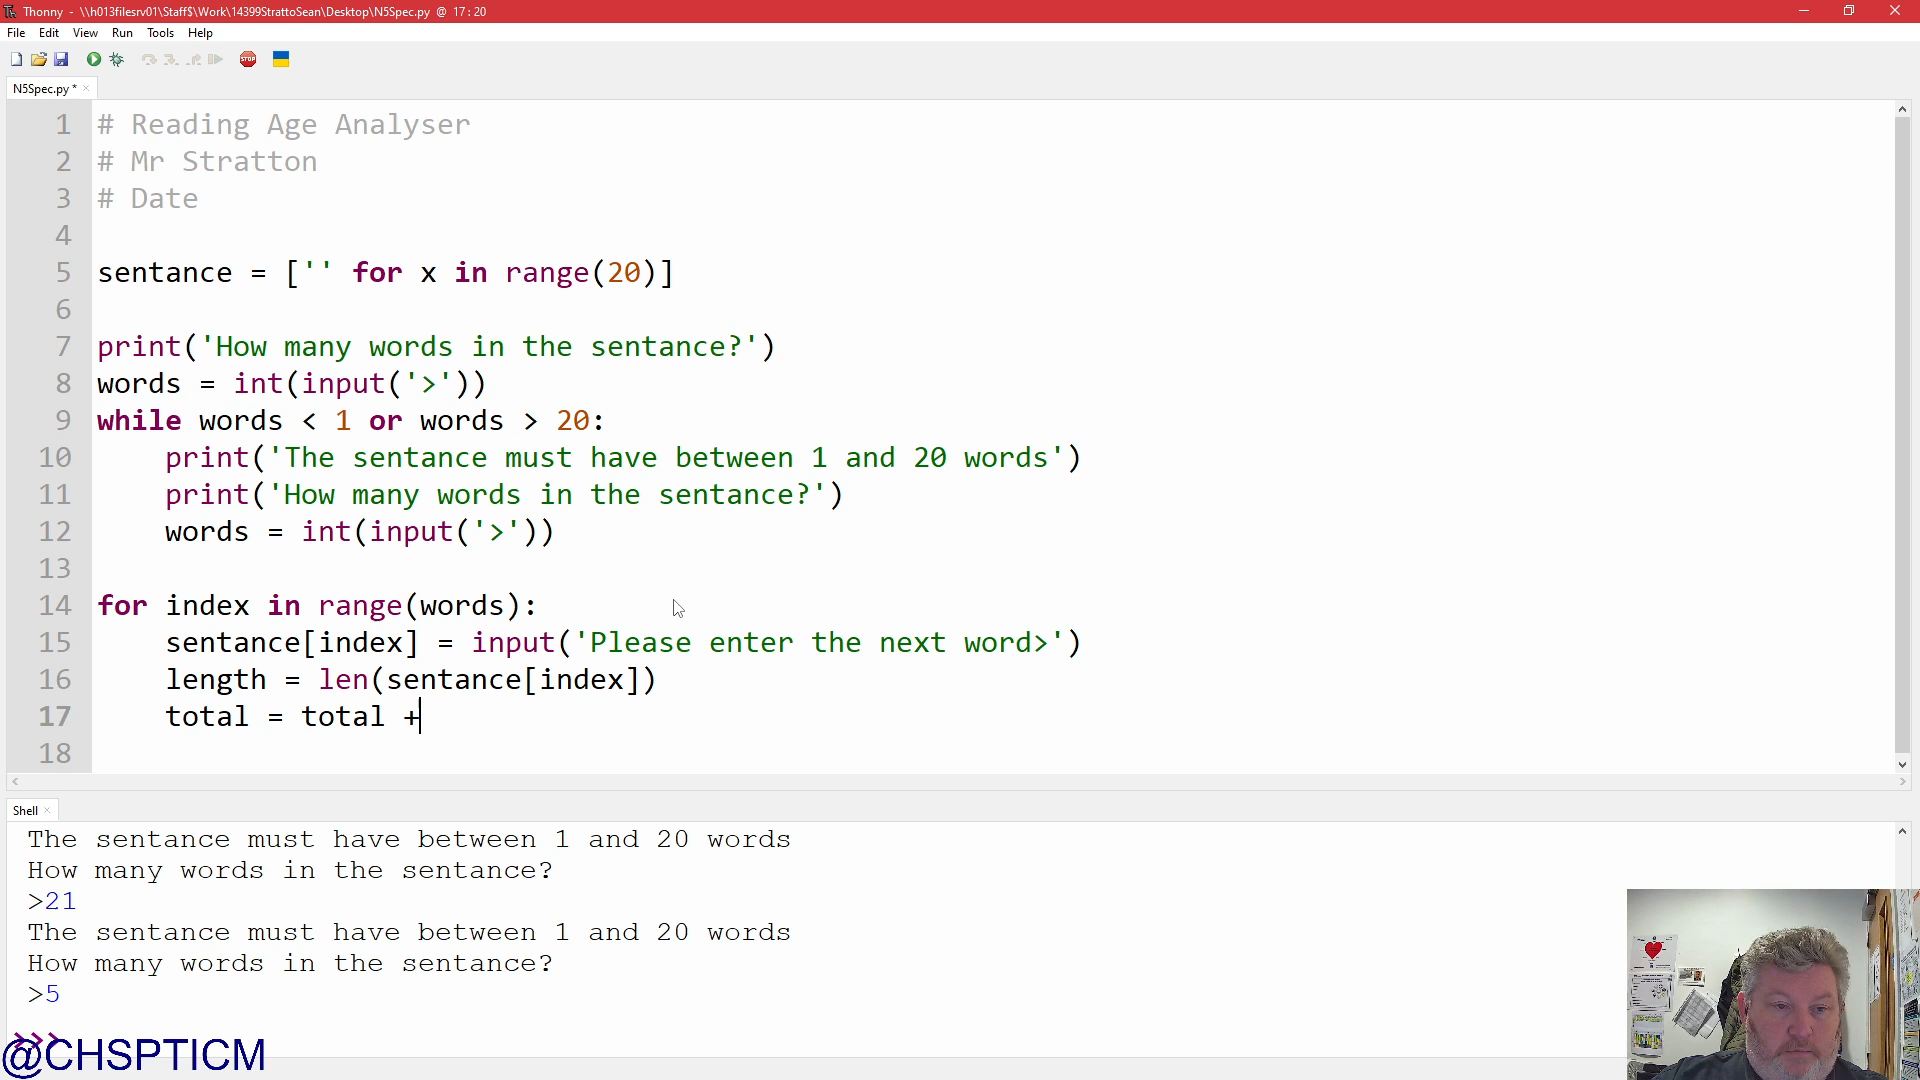 Thonny - \\h013filesrv01\Staff$\Work\14399StrattoSean\Desktop\N5Spec.py @ 17:20
File Edit View Run Tools Help
STOP
N5Spec.py *
1 # Reading Age Analyser
2 # Mr Stratton
3 # Date
4
5 sentance = ['' for x in range(20)]
6
7 print('How many words in the sentance?')
8 words = int(input('>'))
9 while words < 1 or words > 20:
10 print('The sentance must have between 1 and 20 words')
11 print('How many words in the sentance?')
12 words = int(input('>'))
13
14 for index in range(words):
15 sentance[index] = input('Please enter the next word>')
16 length = len(sentance[index])
17 total = total +
18
Shell
The sentance must have between 1 and 20 words
How many words in the sentance?
>21
The sentance must have between 1 and 20 words
How many words in the sentance?
>5
>>>
@CHSPTICM